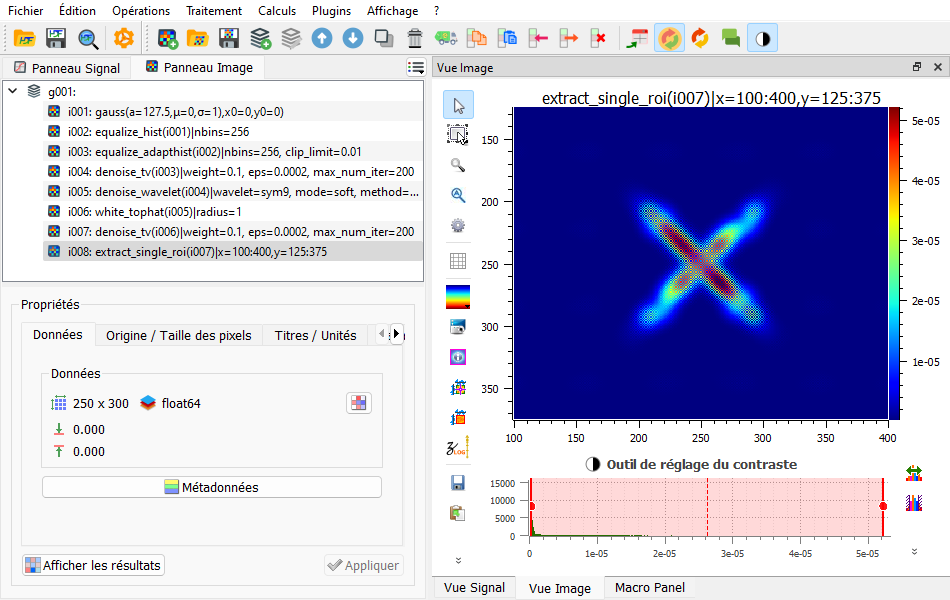 Fichier Édition Opérations Traitement Calculs Plugins Affichage ?
Panneau Signal Panneau Image
g001:
i001: gauss(a=127.5,μ=0,σ=1),x0=0,y0=0)
i002: equalize_hist(i001)|nbins=256
i003: equalize_adapthist(i002)|nbins=256, clip_limit=0.01
i004: denoise_tv(i003)|weight=0.1, eps=0.0002, max_num_iter=200
i005: denoise_wavelet(i004)|wavelet=sym9, mode=soft, method=...
i006: white_tophat(i005)|radius=1
i007: denoise_tv(i006)|weight=0.1, eps=0.0002, max_num_iter=200
i008: extract_single_roi(i007)|x=100:400,y=125:375
Propriétés
Données Origine / Taille des pixels Titres / Unités
Données
250 x 300 float64
0.000
0.000
Métadonnées
Afficher les résultats Appliquer
Vue Image
extract_single_roi(i007)|x=100:400,y=125:375
150
200
250
300
350
100 150 200 250 300 350 400
5e-05
4e-05
3e-05
2e-05
1e-05
LOG
Outil de réglage du contraste
15000
10000
5000
0
0 1e-05 2e-05 3e-05 4e-05 5e-05
Vue Signal Vue Image Macro Panel